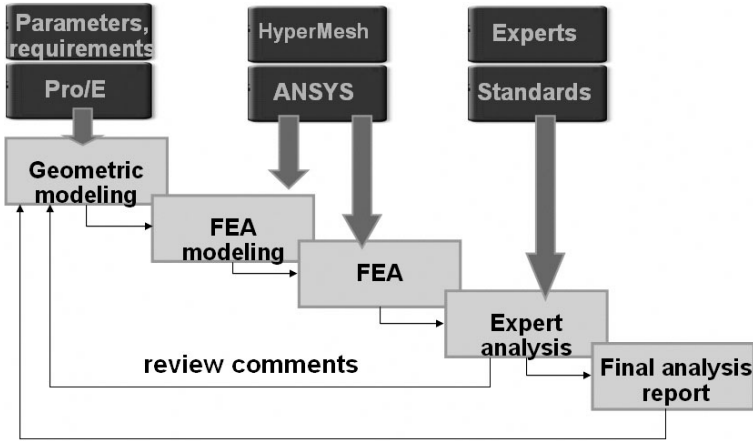 Parameters,
requirements
Pro/E
HyperMesh
ANSYS
Experts
Standards
Geometric
modeling
FEA
modeling
FEA
Expert
analysis
review comments
Final analysis
report